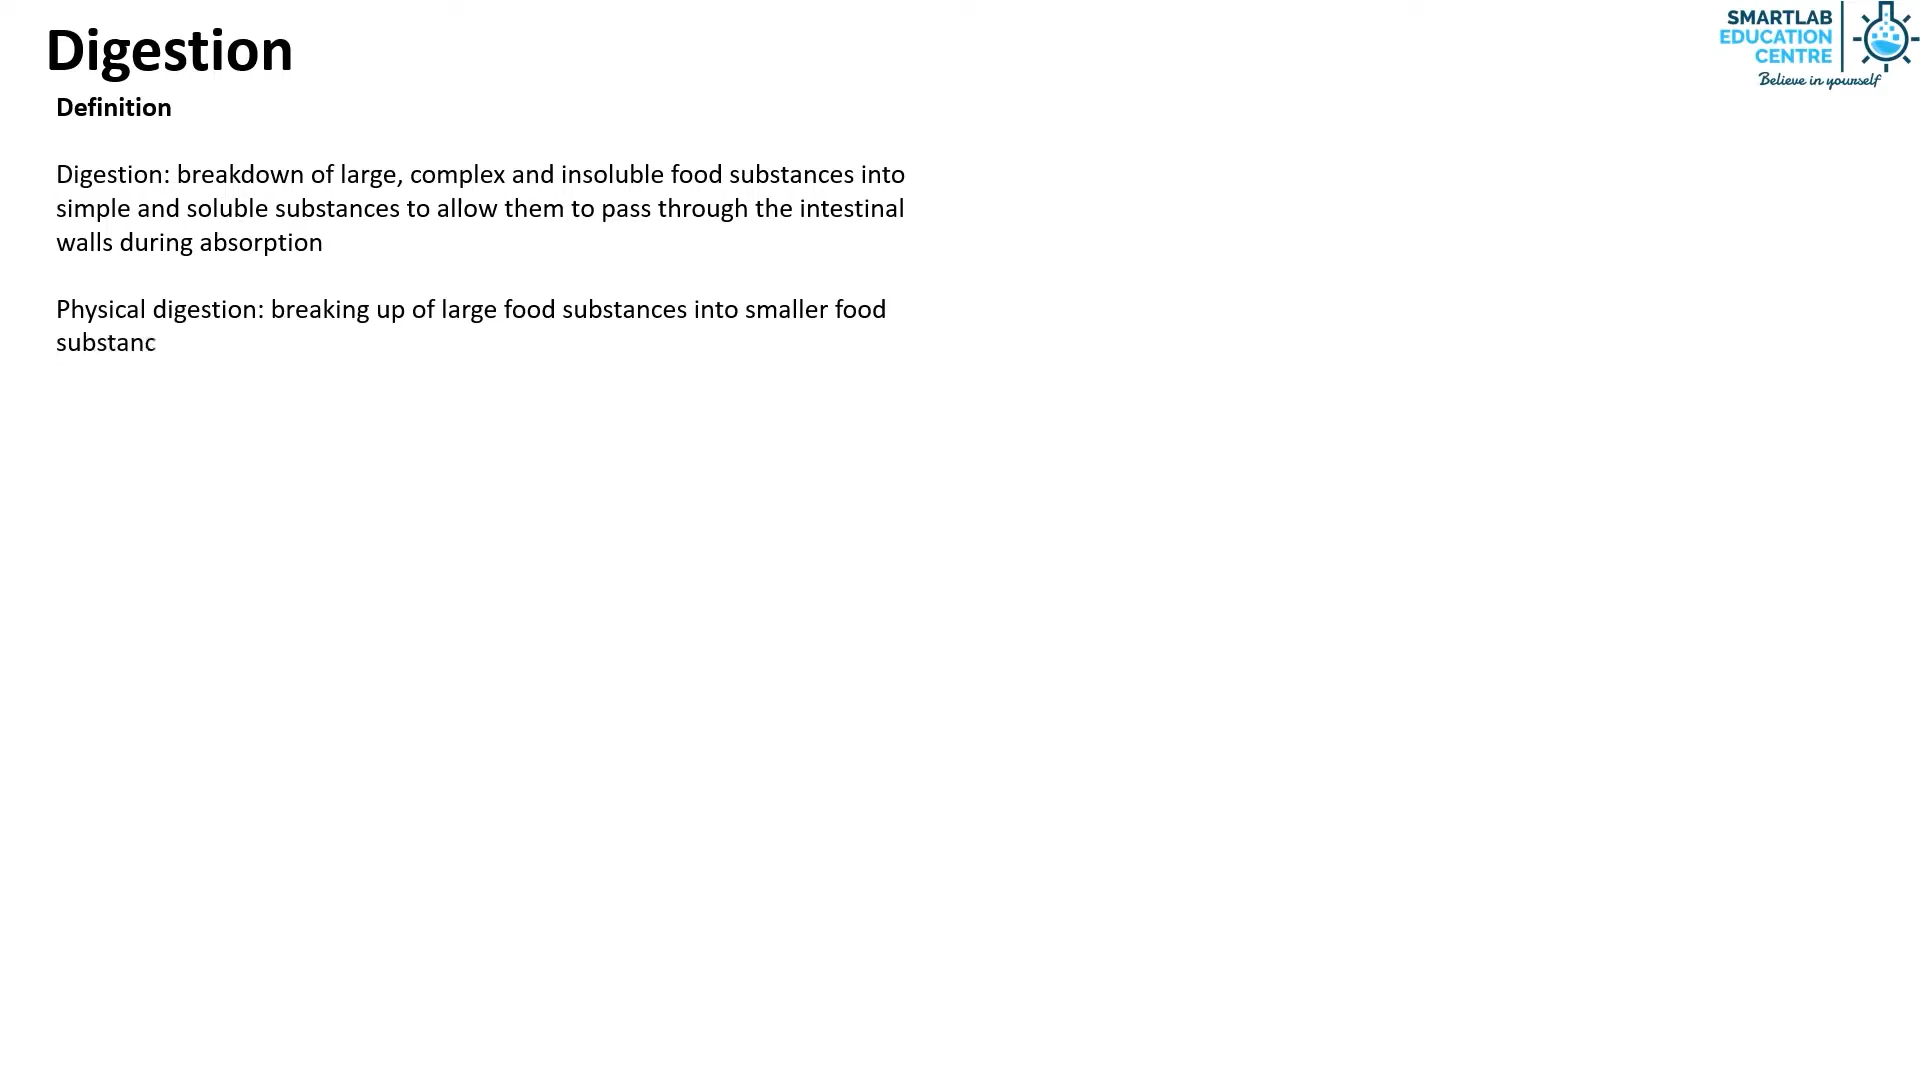 Digestion
SMARTLAB
EDUCATION
CENTRE
Believe in yourself
Definition
Digestion: breakdown of large, complex and insoluble food substances into
simple and soluble substances to allow them to pass through the intestinal
walls during absorption
Physical digestion: breaking up of large food substances into smaller food
substanc